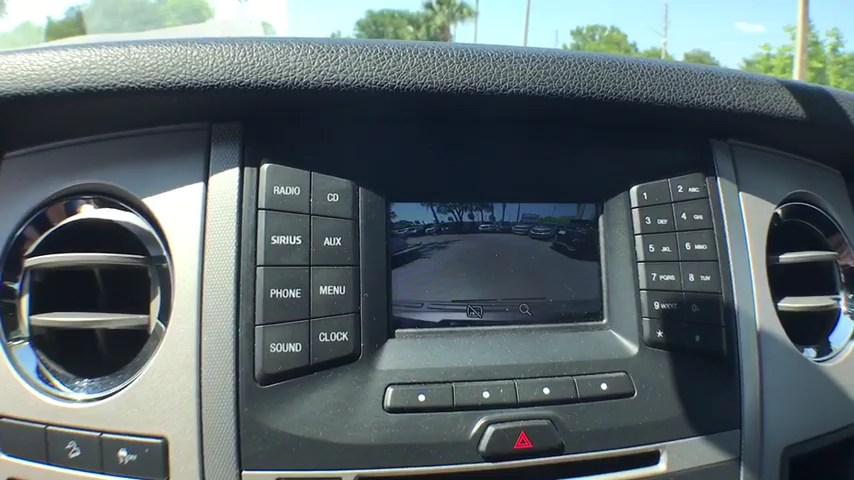 RADIO CD
SIRIUS AUX
PHONE MENU
SOUND CLOCK
1 2 ABC
3 DEF 4 GHI
5 JKL 6 MNO
7 PQRS 8 TUV
9 WXYZ 0
* #